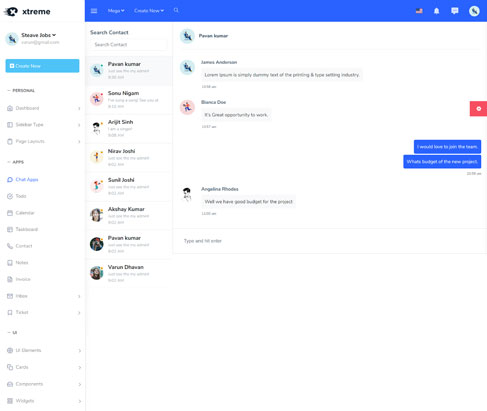 xtreme
Mega
Create New
Steave Jobs
varun@gmail.com
Create New
PERSONAL
Dashboard
Sidebar Type
Page Layouts
APPS
Chat Apps
Tools
Calendar
Taskboard
Contact
Notes
Invoice
Inbox
Ticket
UI
UI Elements
Cards
Components
Widgets
Search Contact
Search Contact
Pavan kumar
Just see the my admin!
9:02 AM
Sonu Nigam
I've sung a song! See you at
9:10 AM
Arijit Sinh
I am a singer!
9:08 AM
Nirav Joshi
Just see the my admin!
9:02 AM
Sunil Joshi
Just see the my admin!
9:02 AM
Akshay Kumar
Just see the my admin!
9:02 AM
Pavan kumar
Just see the my admin!
9:02 AM
Varun Dhavan
Just see the my admin!
9:02 AM
Pavan kumar
James Anderson
Lorem Ipsum is simply dummy text of the printing & type setting industry.
10:56 am
Bianca Doe
It's Great opportunity to work.
10:57 am
I would love to join the team.
Whats budget of the new project.
10:59 am
Angelina Rhodes
Well we have good budget for the project
11:00 am
Type and hit enter